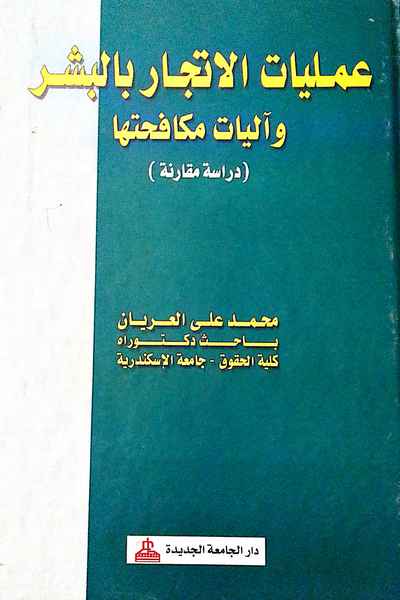 عمليات الاتجار بالبشر
وآليات مكافحتها
(دراسة مقارنة)
محمد على العريان
باحث دكتوراه
كلية الحقوق - جامعة الإسكندرية
دار الجامعة الجديدة